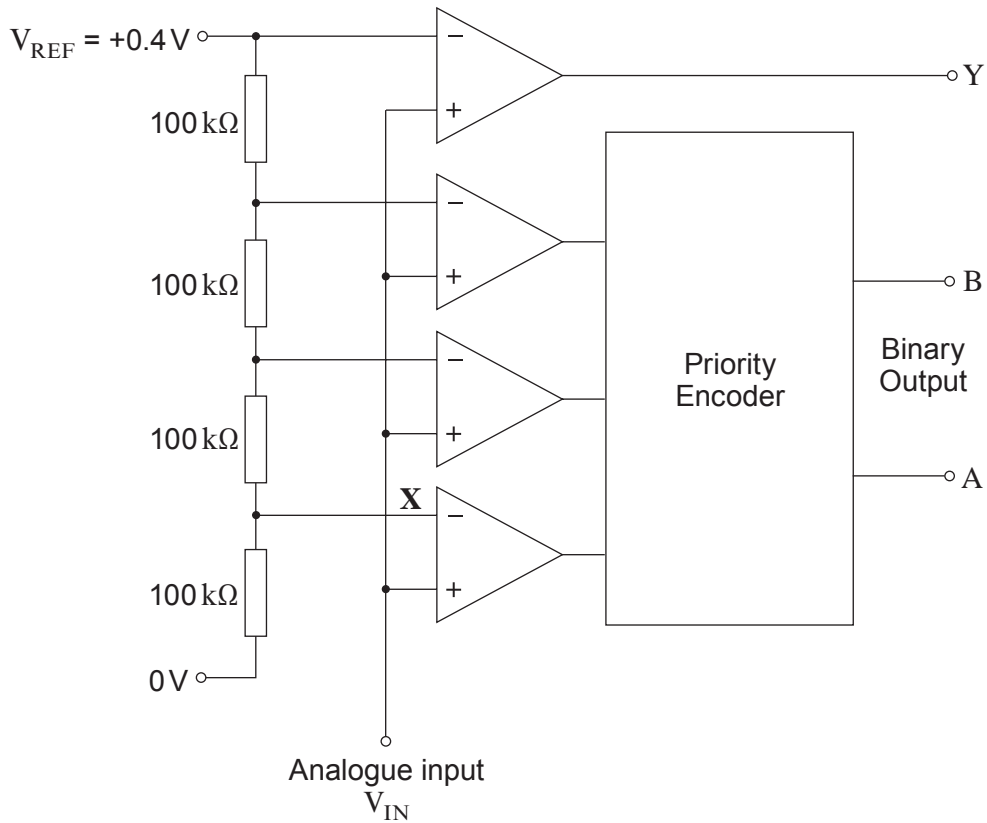 V_REF = +0.4 V
−
Y
100 kΩ
+
−
100 kΩ
+
B
−
Priority
Encoder
Binary
Output
100 kΩ
+
A
X
−
100 kΩ
+
0 V
Analogue input
V_IN